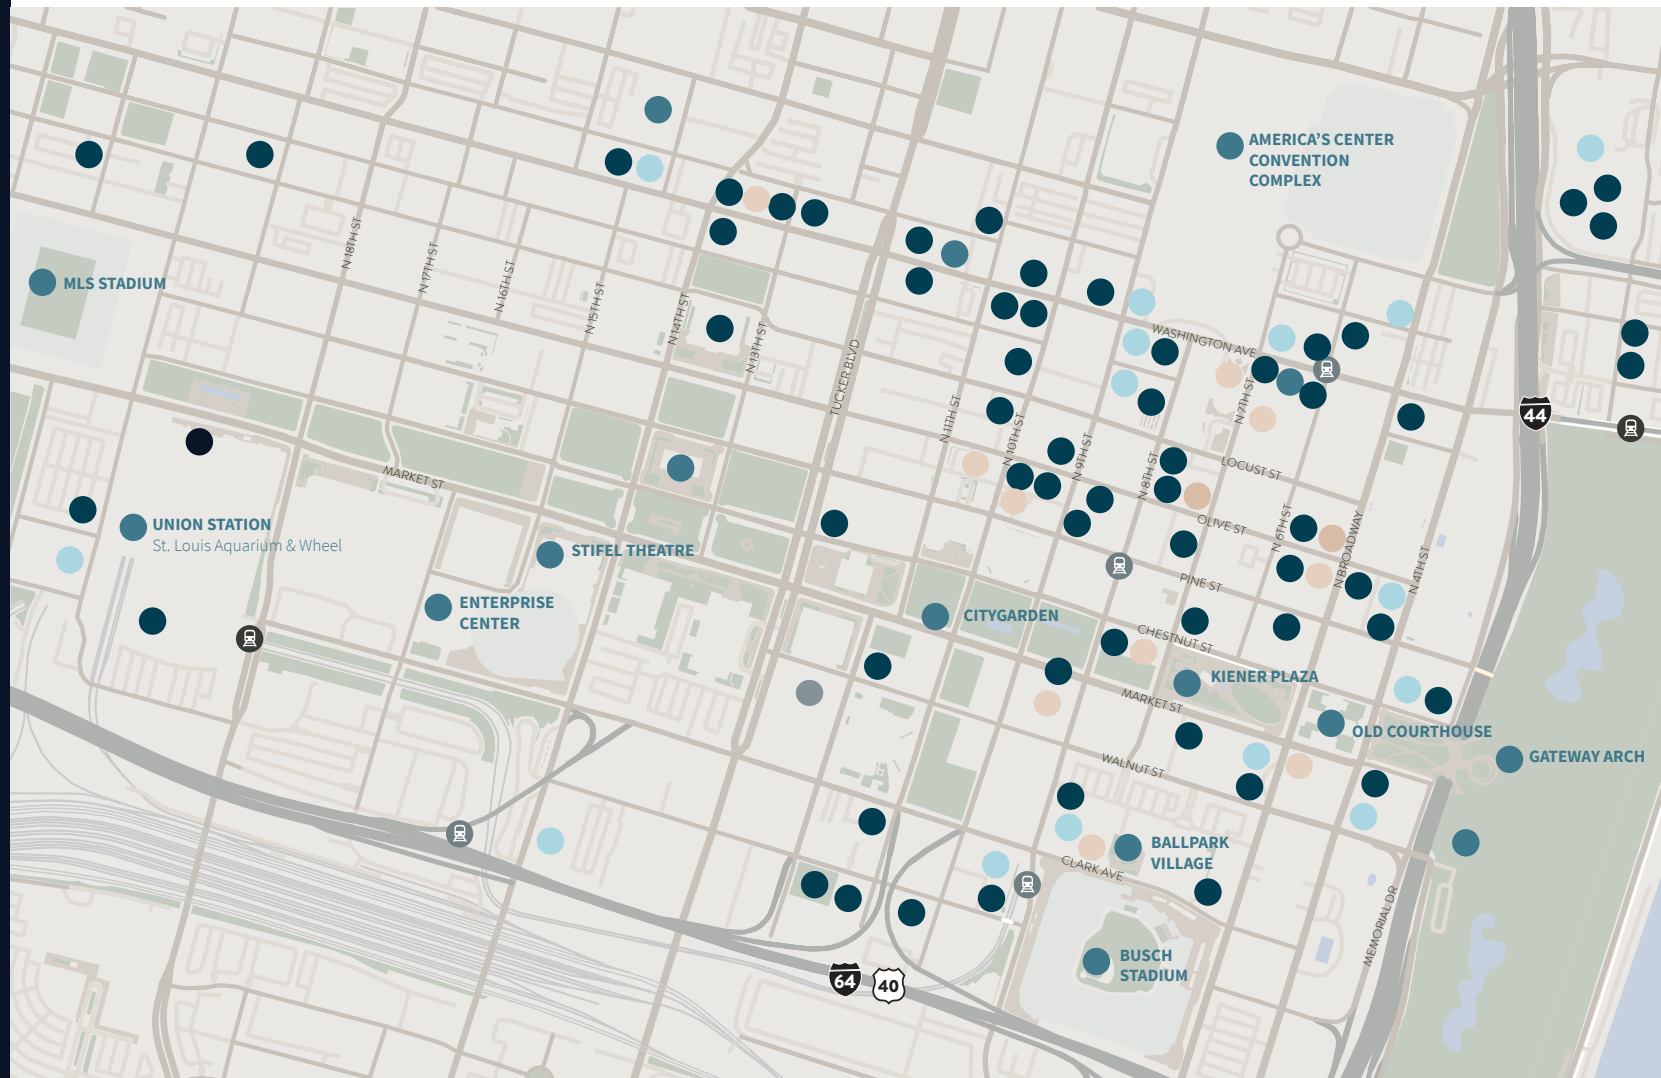 AMERICA'S CENTER
CONVENTION
COMPLEX
N 18TH ST
N 17TH ST
N 16TH ST
N 15TH ST
N 14TH ST
N 13TH ST
MLS STADIUM
TUCKER BLVD
WASHINGTON AVE
N 11TH ST
N 10TH ST
N 9TH ST
N 8TH ST
N 7TH ST
44
LOCUST ST
MARKET ST
UNION STATION
St. Louis Aquarium & Wheel
STIFEL THEATRE
OLIVE ST
N 6TH ST
N BROADWAY
N 4TH ST
PINE ST
ENTERPRISE
CENTER
CITYGARDEN
CHESTNUT ST
KIENER PLAZA
MARKET ST
OLD COURTHOUSE
GATEWAY ARCH
WALNUT ST
BALLPARK
VILLAGE
CLARK AVE
MEMORIAL DR
BUSCH
STADIUM
64
40